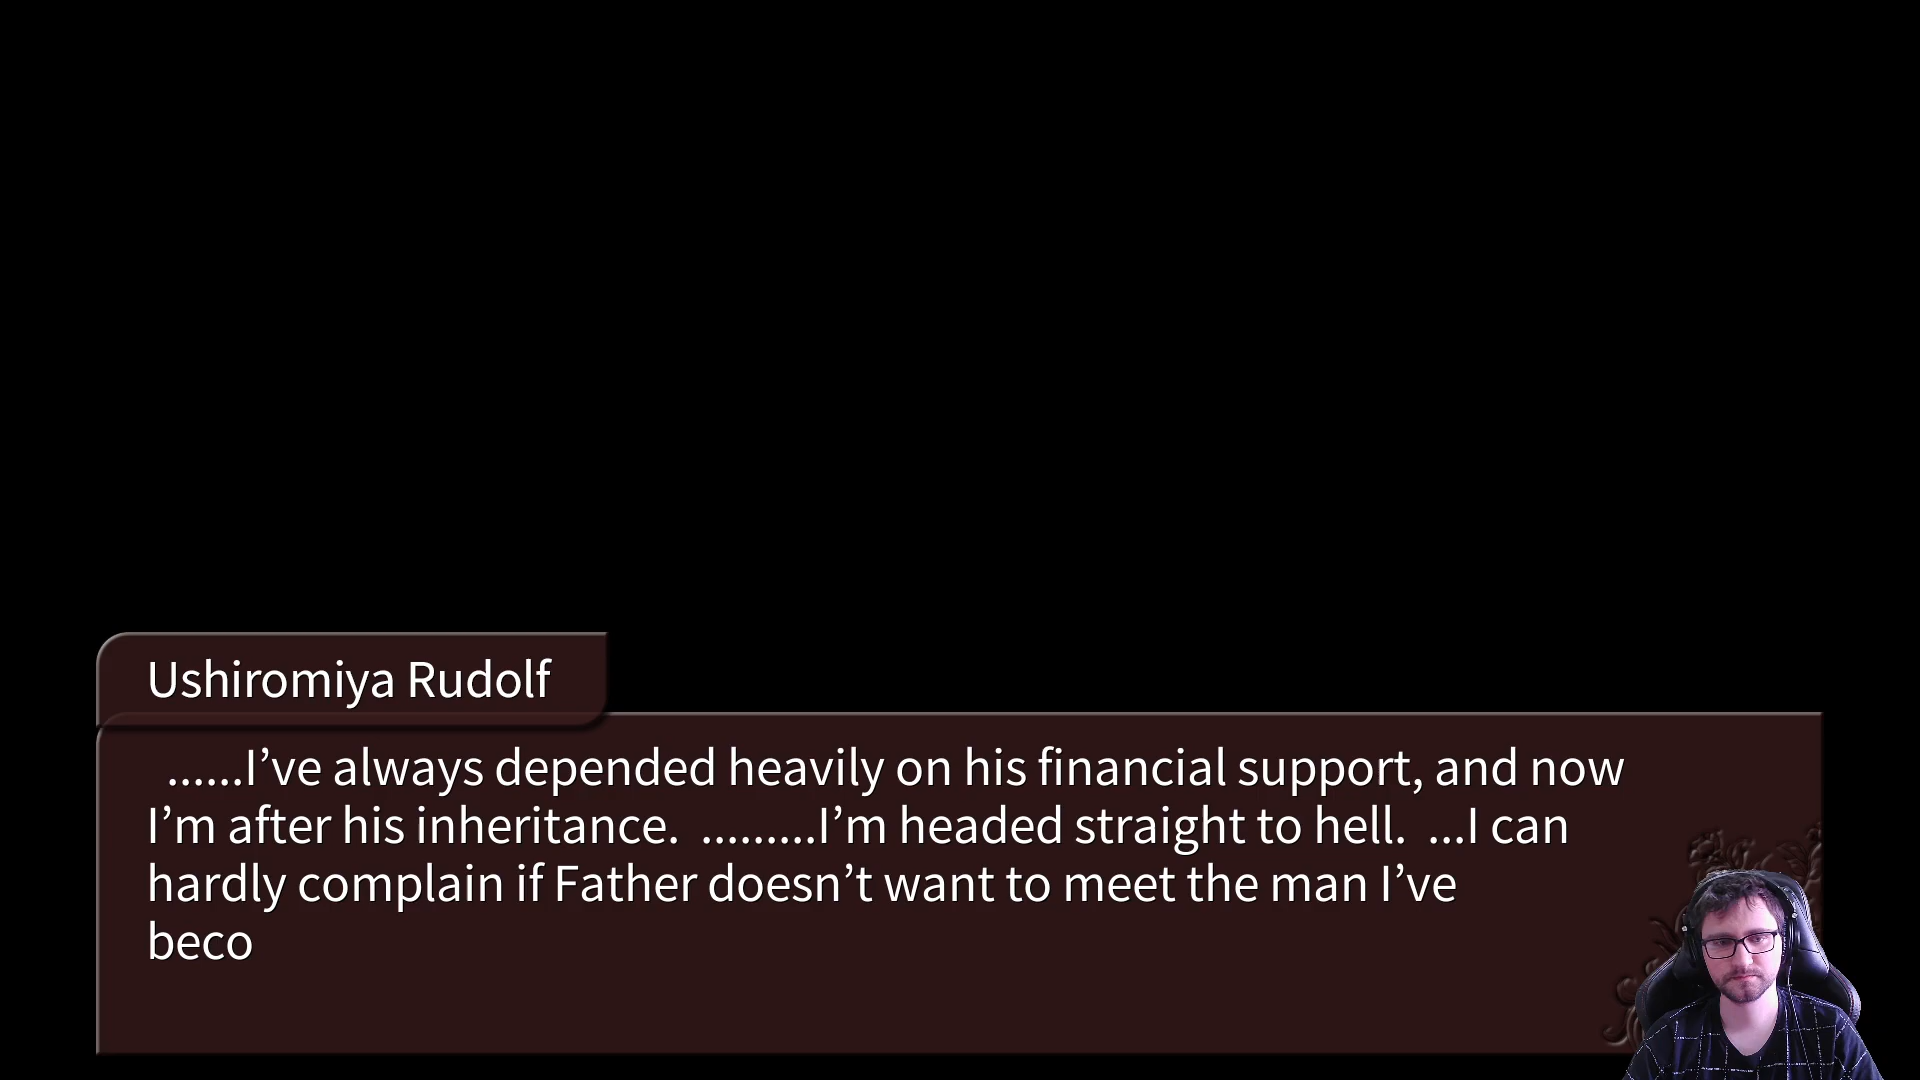 Ushiromiya Rudolf
......I’ve always depended heavily on his financial support, and now
I’m after his inheritance.  .........I’m headed straight to hell.  ...I can
hardly complain if Father doesn’t want to meet the man I’ve
beco